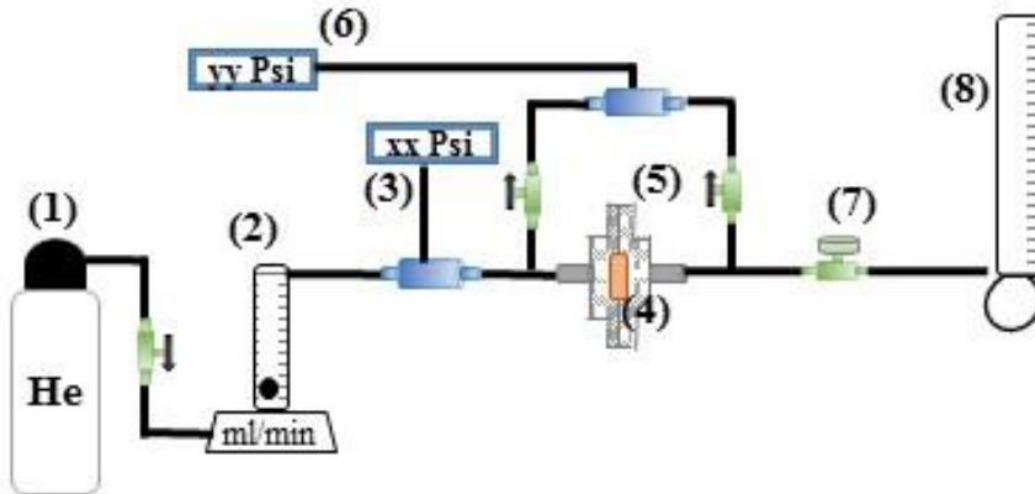 (6)
yy Psi
(8)
xx Psi
(3)
(5)
(1)
(2)
(7)
(4)
He
ml/min